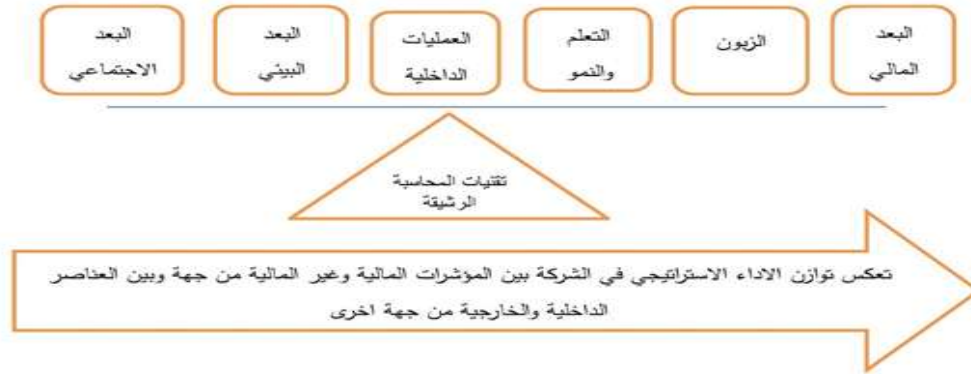 البعد
المالي
الزبون
التعلم
والنمو
العمليات
الداخلية
البعد
البيئي
البعد
الاجتماعي
تقنيات المحاسبة
الرشيقة
تعكس توازن الاداء الاستراتيجي في الشركة بين المؤشرات المالية وغير المالية من جهة وبين العناصر
الداخلية والخارجية من جهة اخرى